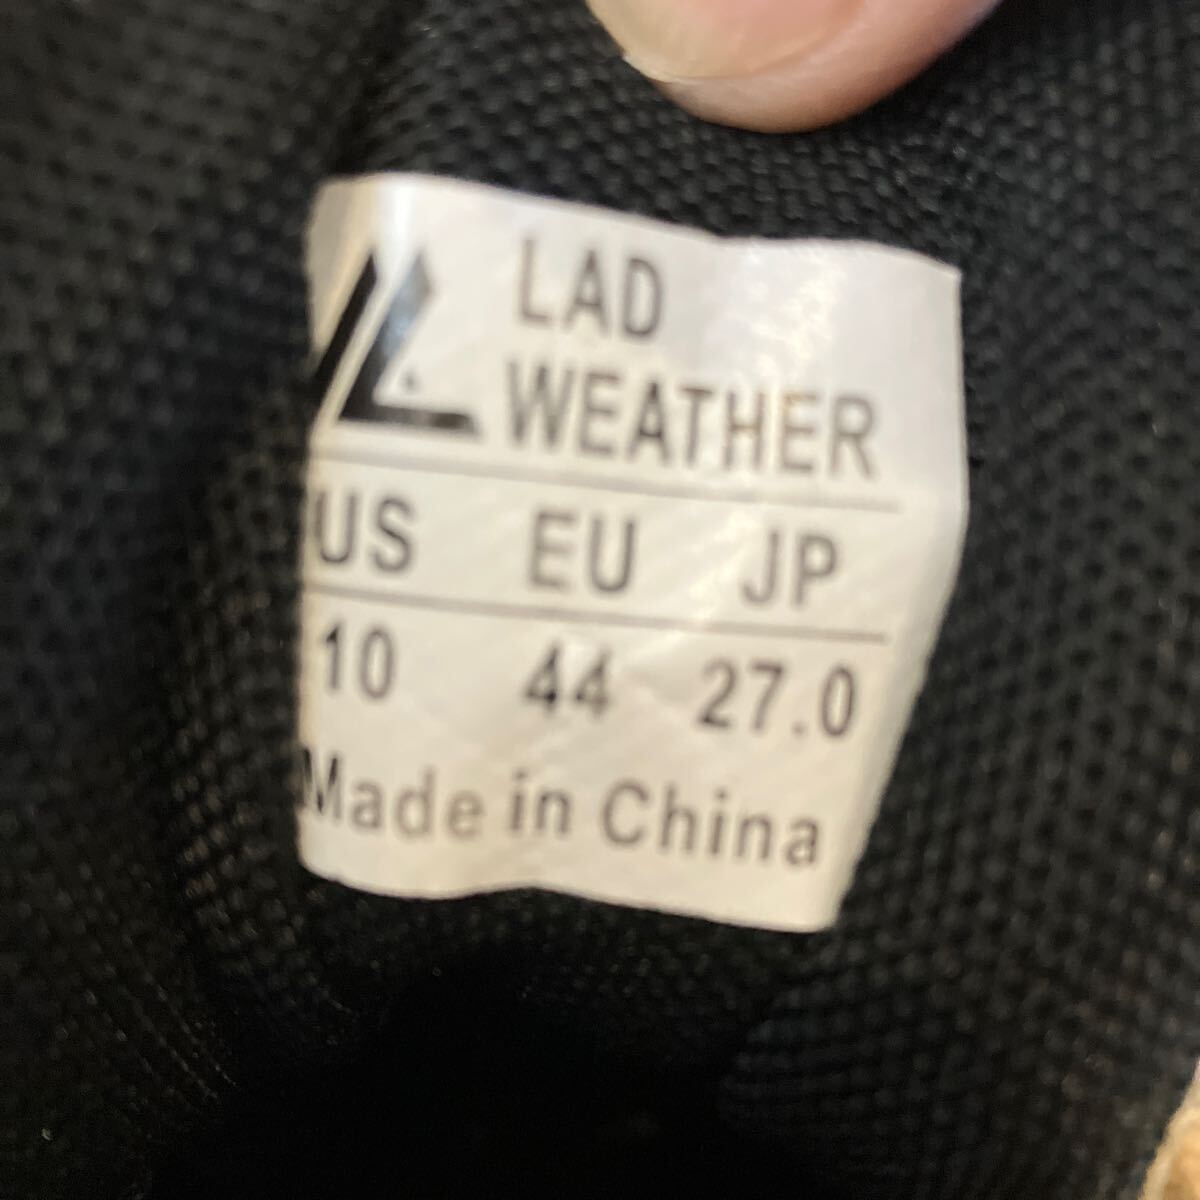 LAD
WEATHER
US EU JP
10 44 27.0
Made in China